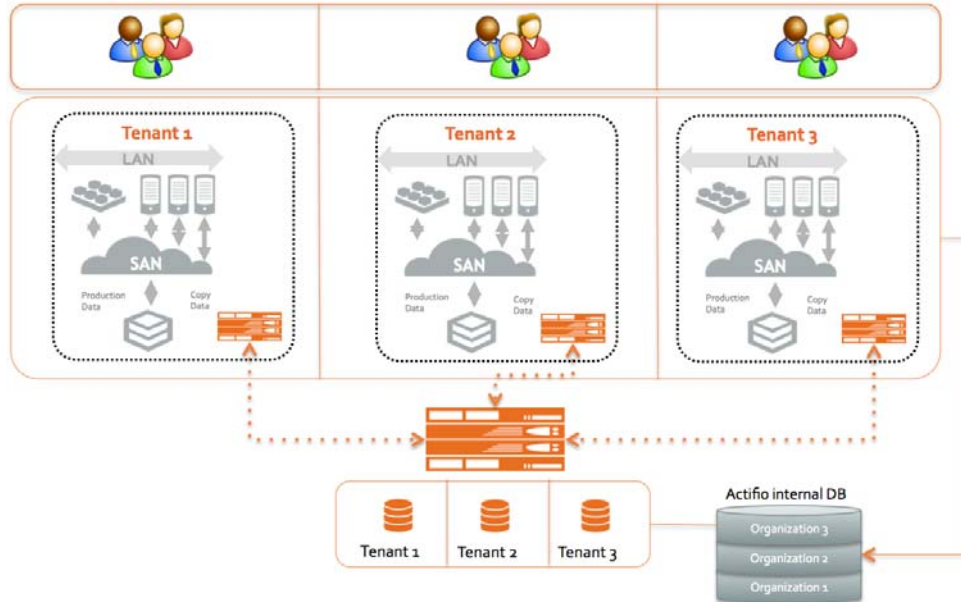 Tenant 1
LAN
SAN
Production
Data
Copy
Data
Tenant 2
LAN
SAN
Production
Data
Copy
Data
Tenant 3
LAN
SAN
Production
Data
Copy
Data
Tenant 1
Tenant 2
Tenant 3
Actifio internal DB
Organization 3
Organization 2
Organization 1